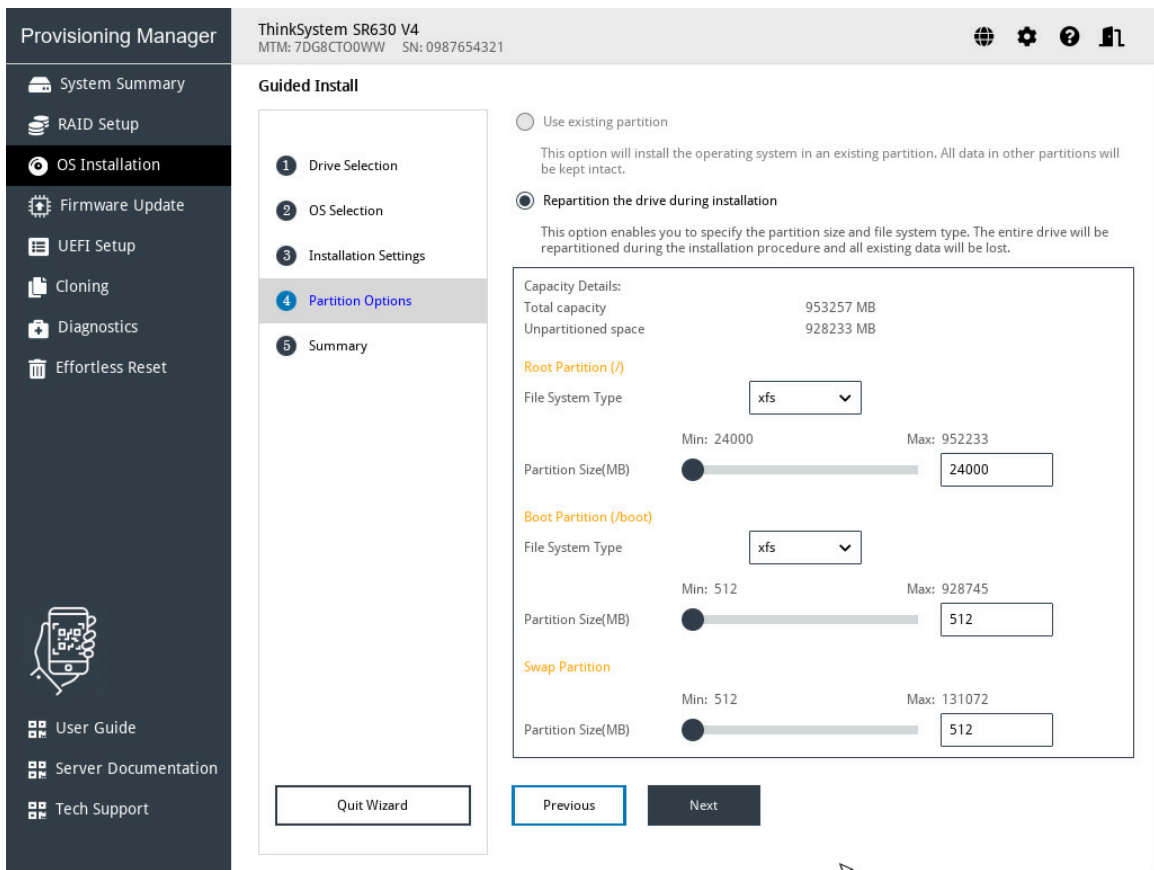 Provisioning Manager
ThinkSystem SR630 V4
MTM: 7DG8CTO0WW SN: 0987654321
System Summary
RAID Setup
OS Installation
Firmware Update
UEFI Setup
Cloning
Diagnostics
Effortless Reset
User Guide
Server Documentation
Tech Support
Guided Install
1 Drive Selection
2 OS Selection
3 Installation Settings
4 Partition Options
5 Summary
Quit Wizard
Use existing partition
This option will install the operating system in an existing partition. All data in other partitions will
be kept intact.
Repartition the drive during installation
This option enables you to specify the partition size and file system type. The entire drive will be
repartitioned during the installation procedure and all existing data will be lost.
Capacity Details:
Total capacity 953257 MB
Unpartitioned space 928233 MB
Root Partition (/)
File System Type xfs
Min: 24000 Max: 952233
Partition Size(MB) 24000
Boot Partition (/boot)
File System Type xfs
Min: 512 Max: 928745
Partition Size(MB) 512
Swap Partition
Min: 512 Max: 131072
Partition Size(MB) 512
Previous
Next